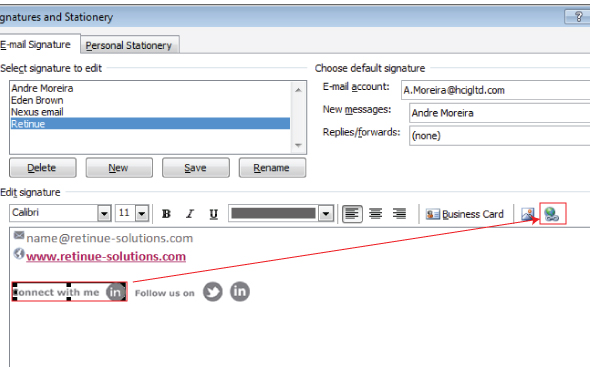 gnatures and Stationery
?
E-mail Signature Personal Stationery
Select signature to edit Choose default signature
Andre Moreira
Eden Brown
Nexus email
Retinue
E-mail account: A.Moreira@hcigltd.com
New messages: Andre Moreira
Replies/forwards: (none)
Delete New Save Rename
Edit signature
Calibri 11 B I U Business Card
name@retinue-solutions.com
www.retinue-solutions.com
onnect with me in Follow us on in